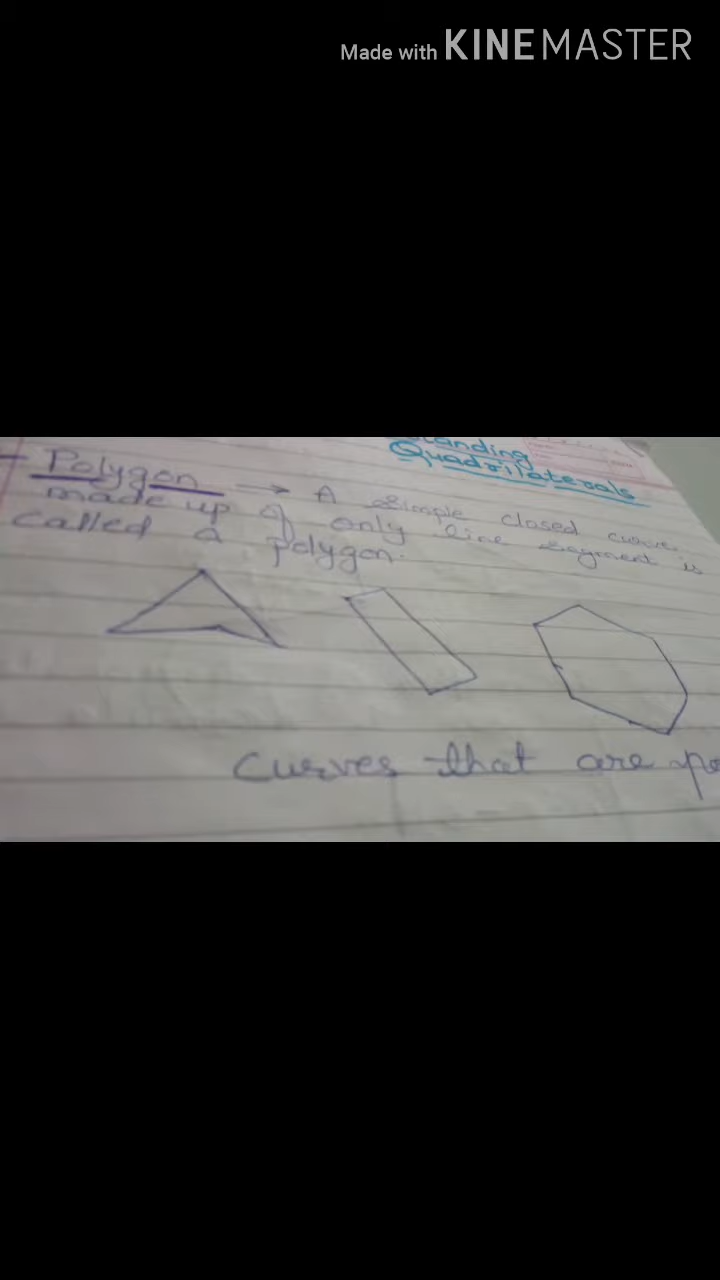 Made with KINEMASTER
Quadrilaterals
Polygon → A simple closed curve
made up of only line segment is
called a polygon.
curves that are po